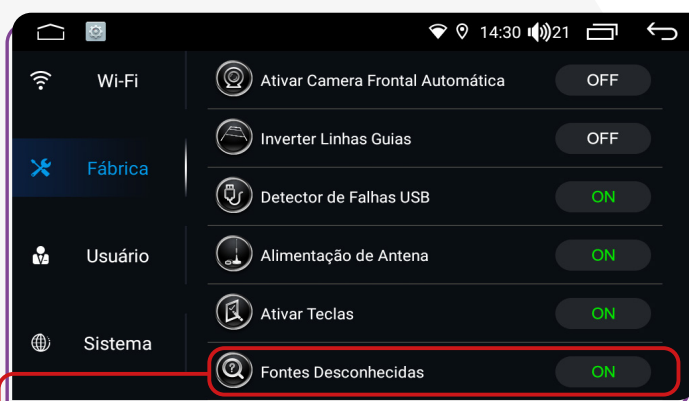 14:30 21
Wi-Fi
Ativar Camera Frontal Automática OFF
Inverter Linhas Guias OFF
Fábrica
Detector de Falhas USB ON
Usuário
Alimentação de Antena ON
Ativar Teclas ON
Sistema
Fontes Desconhecidas ON